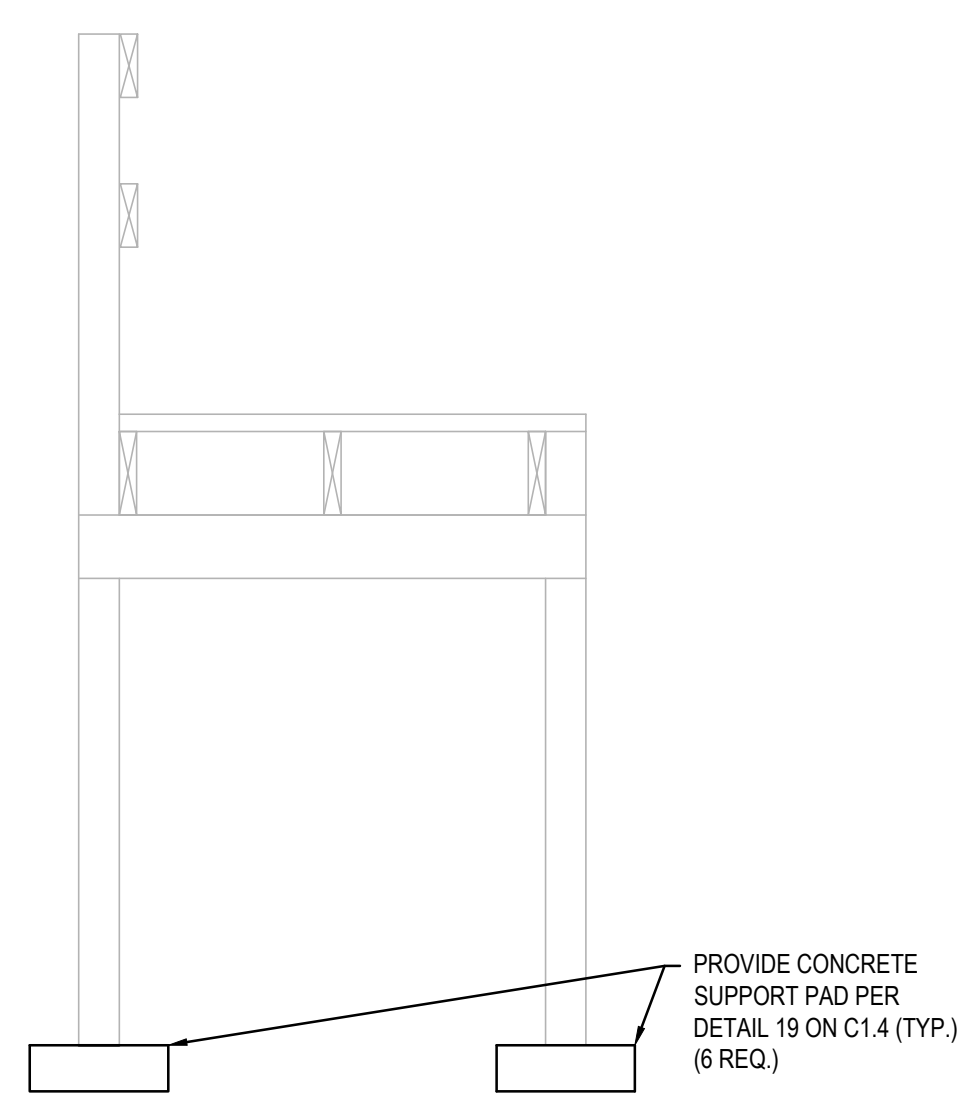 PROVIDE CONCRETE
SUPPORT PAD PER
DETAIL 19 ON C1.4 (TYP.)
(6 REQ.)